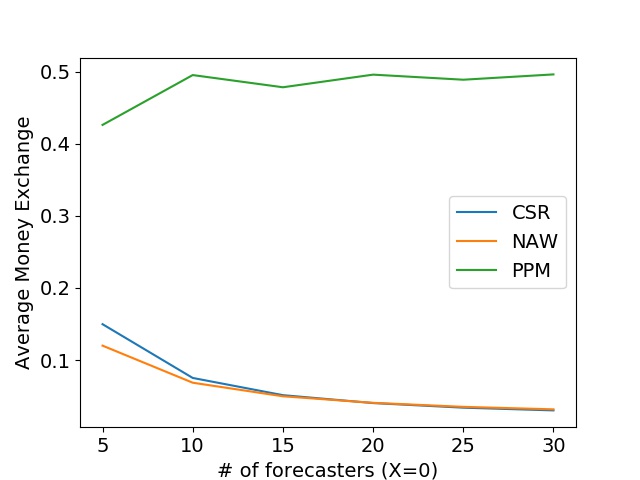 Average Money Exchange
0.5
0.4
0.3
0.2
0.1
CSR
NAW
PPM
5 10 15 20 25 30
# of forecasters (X=0)